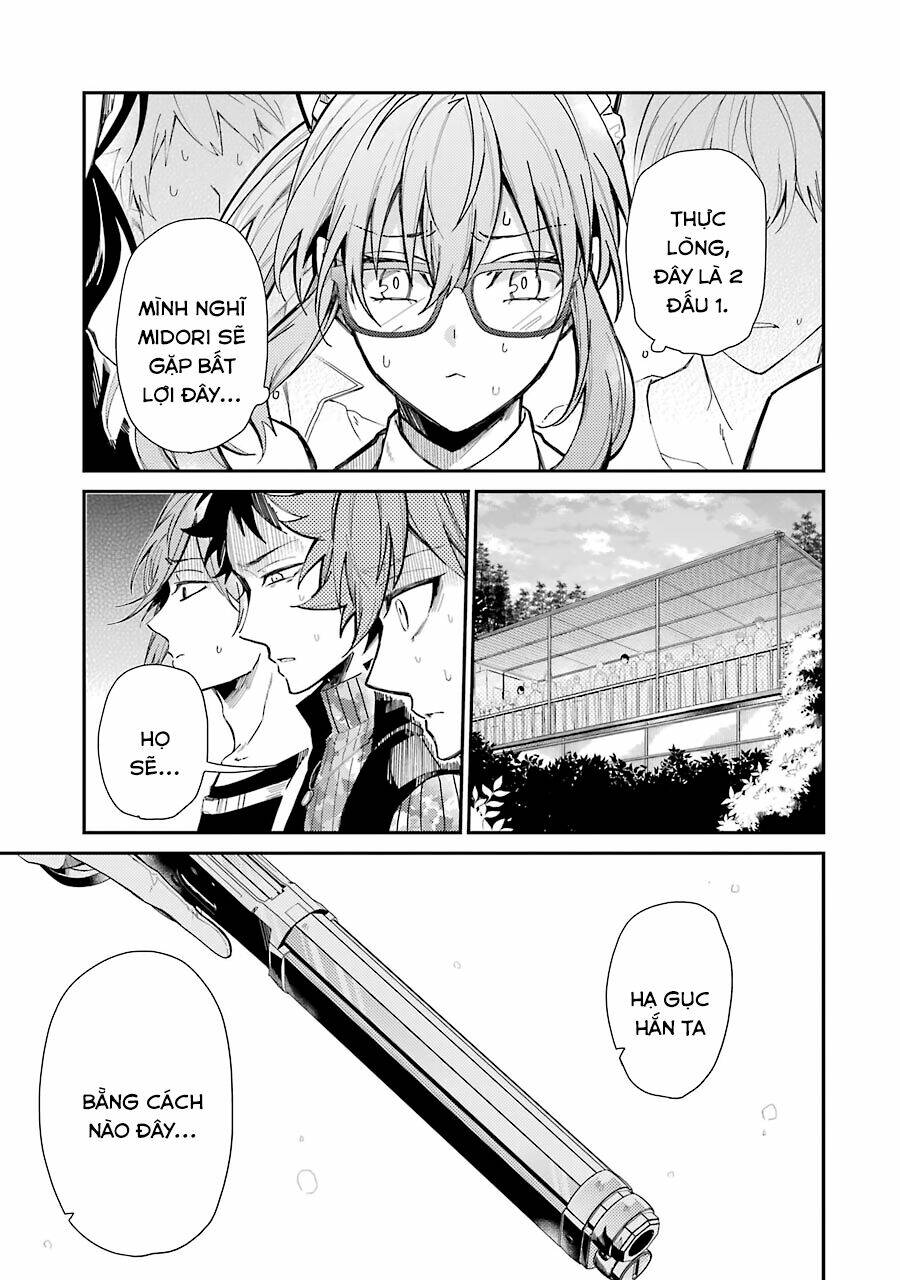 THỰC
LÒNG,
ĐÂY LÀ 2
ĐẤU 1.
MÌNH NGHĨ
MIDORI SẼ
GẶP BẤT
LỢI ĐÂY...
HỌ
SẼ...
HẠ GỤC
HẮN TA
BẰNG CÁCH
NÀO ĐÂY...